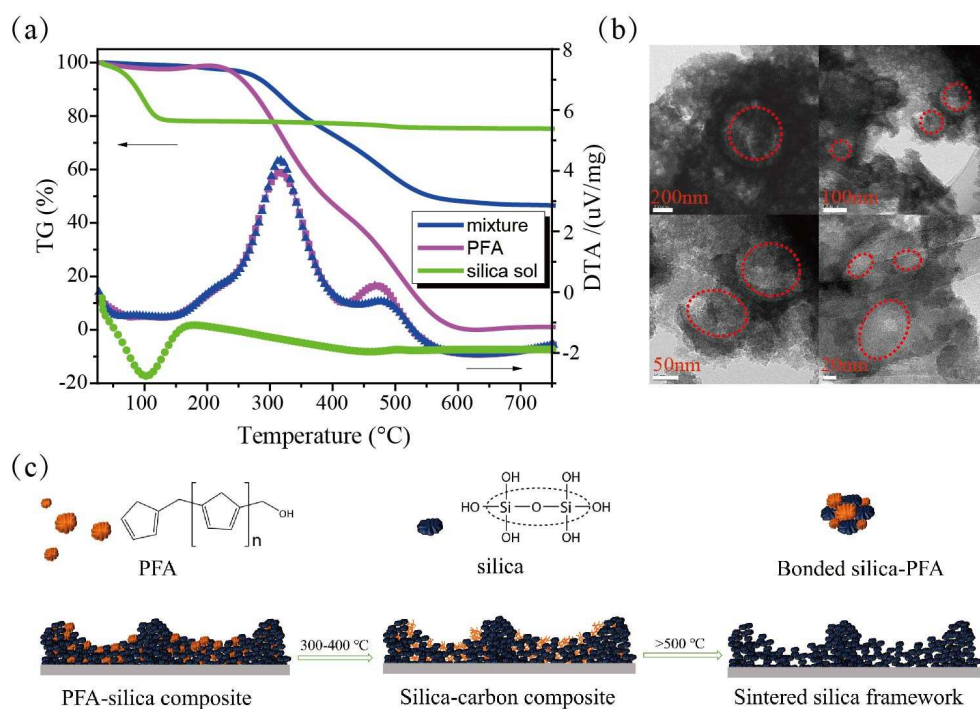 (a)
(b)
100
80
60
40
20
0
-20
TG (%)
8
6
4
2
0
-2
DTA /(uV/mg)
mixture
PFA
silica sol
100 200 300 400 500 600 700
Temperature (°C)
200nm
100nm
50nm
20nm
(c)
OH
n
PFA
OH OH
HO Si O Si OH
OH OH
silica
Bonded silica-PFA
300-400 °C
>500 °C
PFA-silica composite
Silica-carbon composite
Sintered silica framework